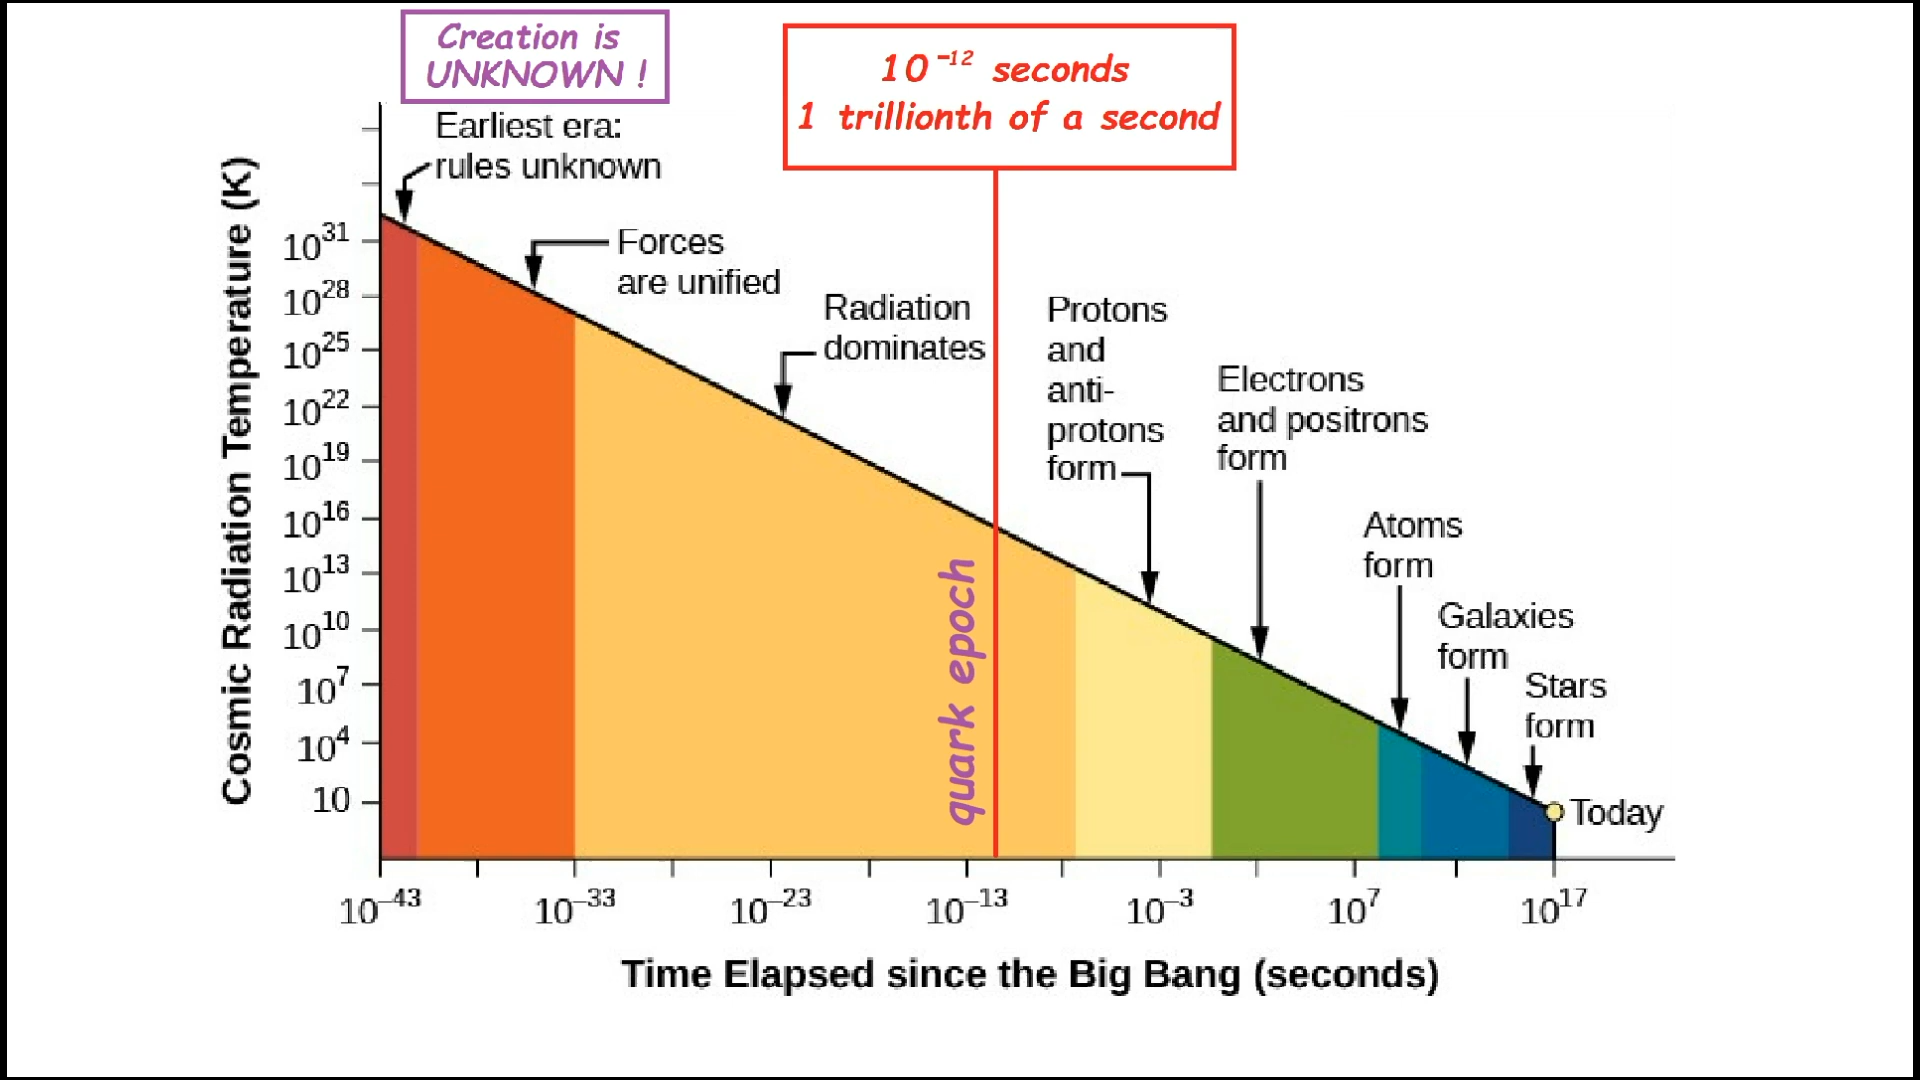 Creation is
UNKNOWN !
10⁻¹² seconds
1 trillionth of a second
Earliest era:
rules unknown
Forces
are unified
Radiation
dominates
Protons
and
anti-
protons
form
Electrons
and positrons
form
Atoms
form
Galaxies
form
Stars
form
Today
quark epoch
Cosmic Radiation Temperature (K)
10³¹
10²⁸
10²⁵
10²²
10¹⁹
10¹⁶
10¹³
10¹⁰
10⁷
10⁴
10
10⁻⁴³ 10⁻³³ 10⁻²³ 10⁻¹³ 10⁻³ 10⁷ 10¹⁷
Time Elapsed since the Big Bang (seconds)